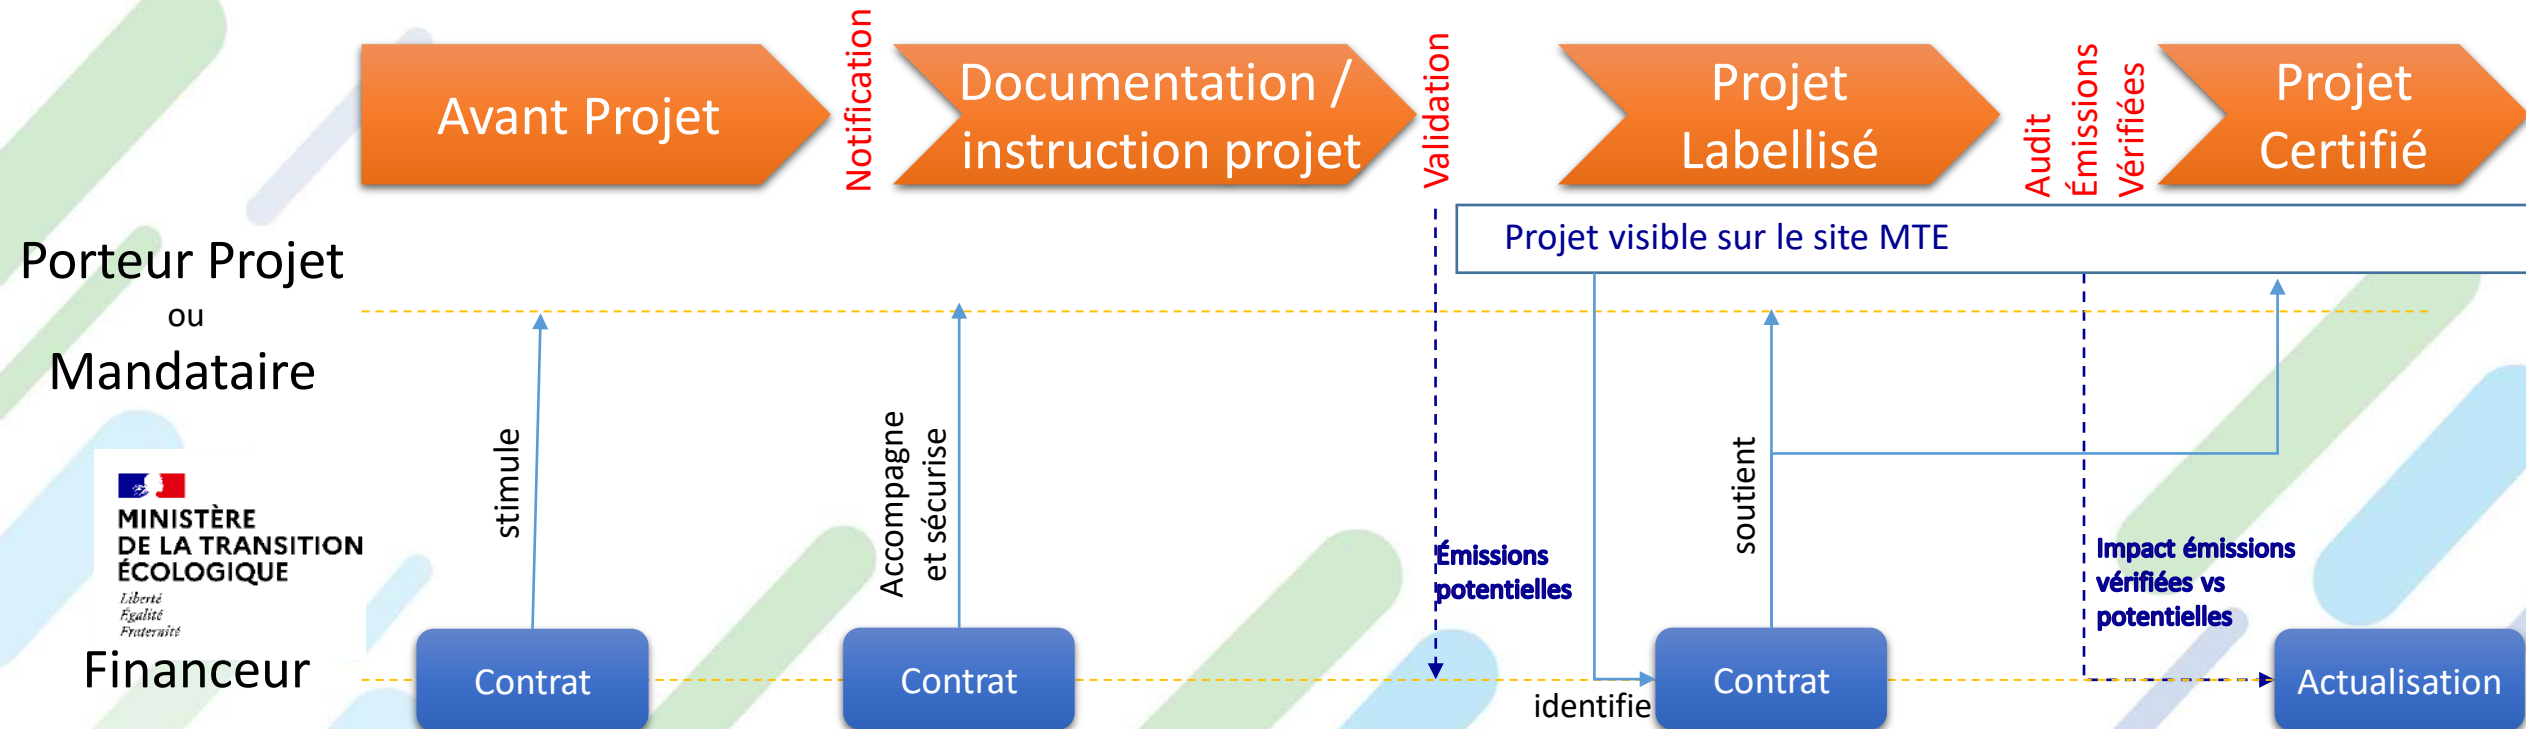 Avant Projet
Notification
Documentation /
instruction projet
Validation
Projet
Labellisé
Audit
Émissions
Vérifiées
Projet
Certifié
Projet visible sur le site MTE
Porteur Projet
ou
Mandataire
stimule
Accompagne
et sécurise
Émissions
potentielles
soutient
Impact émissions
vérifiées vs
potentielles
MINISTÈRE
DE LA TRANSITION
ÉCOLOGIQUE
Liberté
Égalité
Fraternité
Financeur
Contrat
Contrat
identifie
Contrat
Actualisation